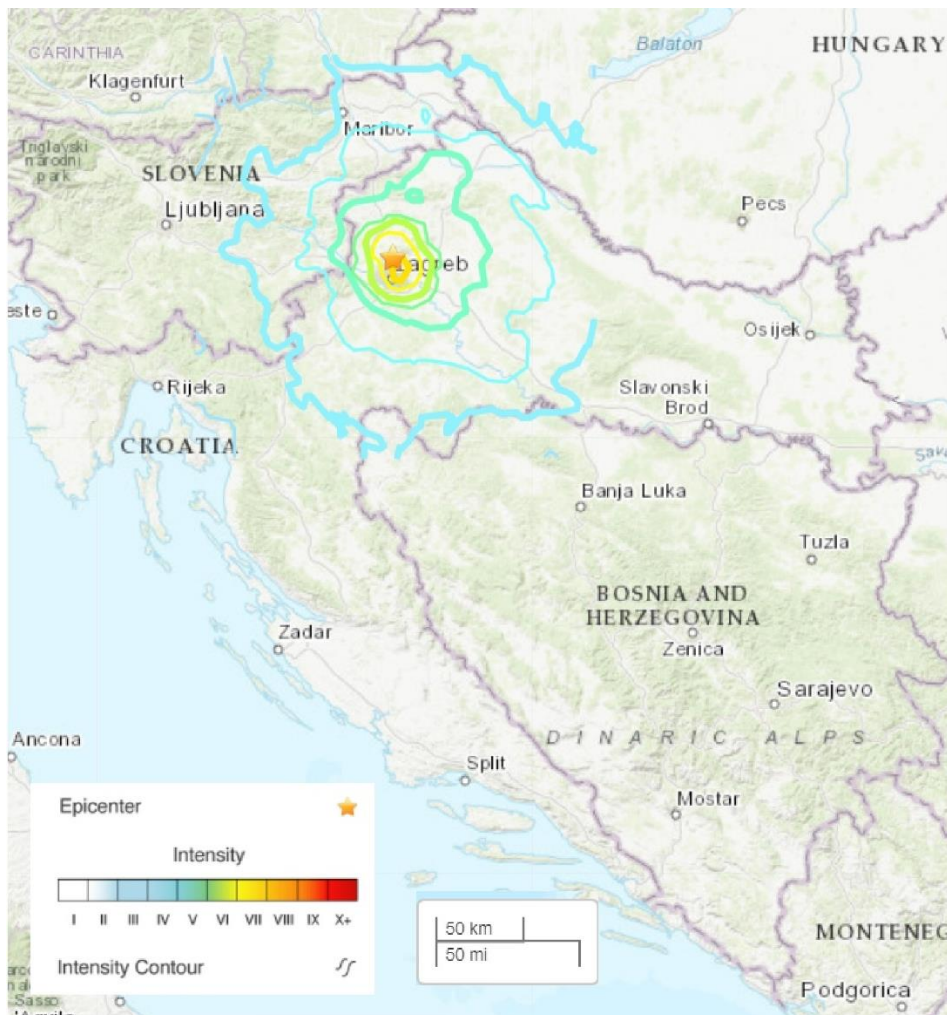 Balaton
HUNGARY
CARINTHIA
Klagenfurt
Maribor
Triglavski
narodni
park
SLOVENIA
Ljubljana
Pecs
Zagreb
este
Osijek
Rijeka
Slavonski
Brod
CROATIA
Sava
Banja Luka
Tuzla
BOSNIA AND
HERZEGOVINA
Zadar
Zenica
Sarajevo
Ancona
DINARIC ALPS
Split
Mostar
Epicenter
Intensity
I II III IV V VI VII VIII IX X+
50 km
50 mi
MONTENEG
Intensity Contour
Podgorica
Sasso